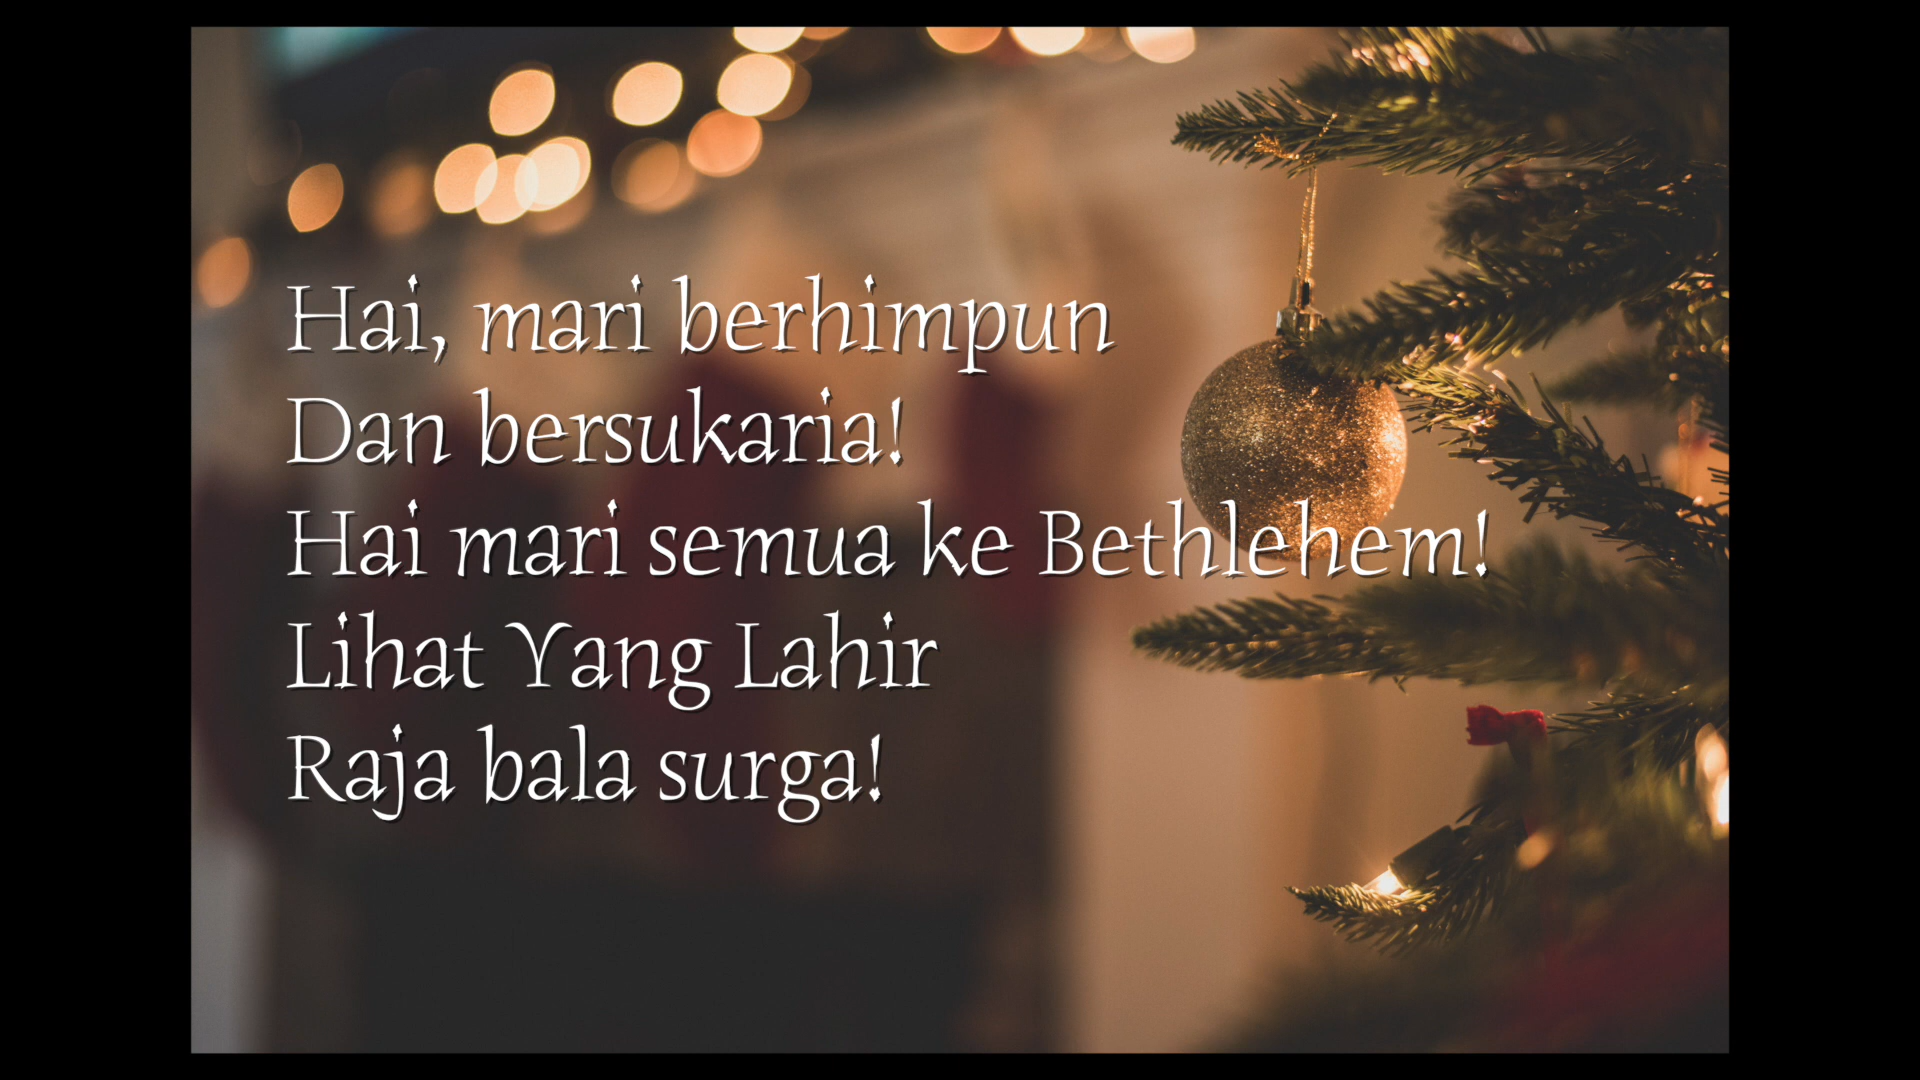 Hai, mari berhimpun
Dan bersukaria!
Hai mari semua ke Bethlehem!
Lihat Yang Lahir
Raja bala surga!